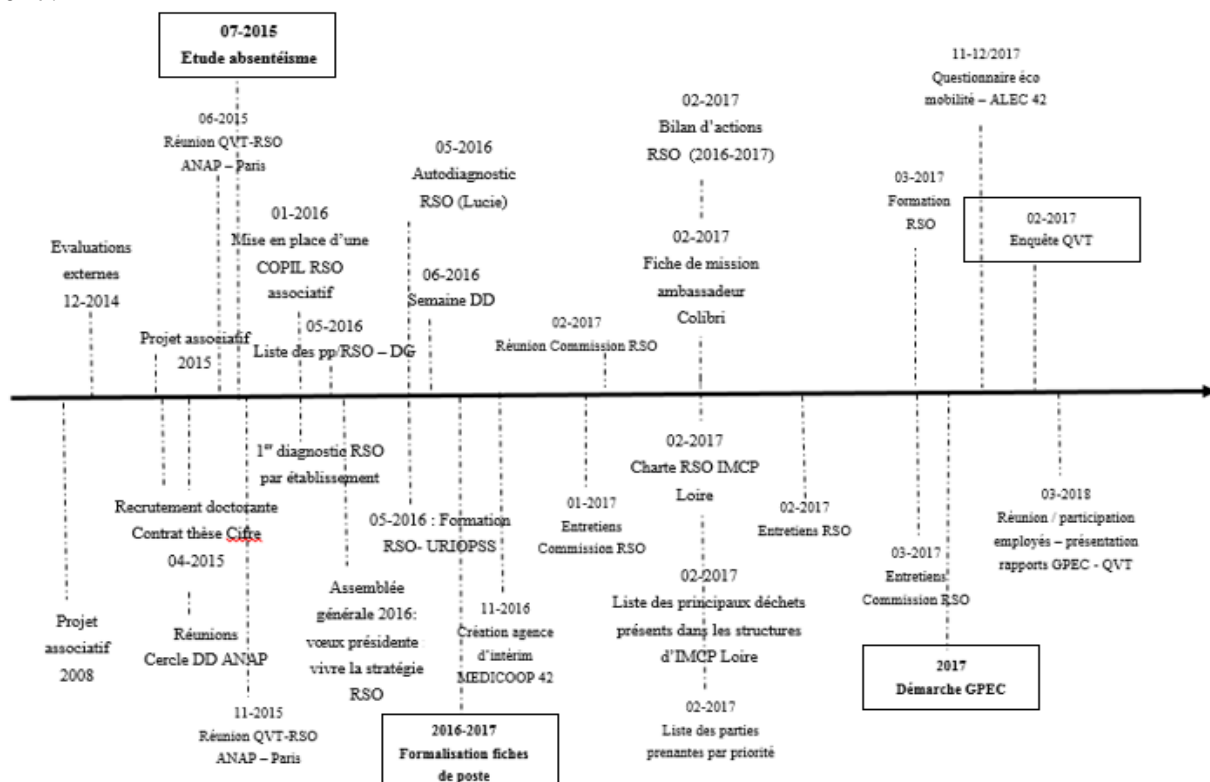 07-2015
Etude absentéisme
06-2015
Réunion QVT-RSO
ANAP – Paris
Evaluations
externes
12-2014
Projet associatif
2015
01-2016
Mise en place d'une
COPIL RSO
associatif
05-2016
Liste des pp/RSO – DG
05-2016
Autodiagnostic
RSO (Lucie)
06-2016
Semaine DD
02-2017
Réunion Commission RSO
02-2017
Bilan d'actions
RSO (2016-2017)
02-2017
Fiche de mission
ambassadeur
Colibri
03-2017
Formation
RSO
11-12/2017
Questionnaire éco
mobilité – ALEC 42
02-2017
Enquête QVT
Projet
associatif
2008
Recrutement doctorante
Contrat thèse Cifre
04-2015
Réunions
Cercle DD ANAP
11-2015
Réunion QVT-RSO
ANAP – Paris
1er diagnostic RSO
par établissement
Assemblée
générale 2016:
vœux présidente
vivre la stratégie
RSO
05-2016 : Formation
RSO- URIOPSS
2016-2017
Formalisation fiches
de poste
11-2016
Création agence
d'intérim
MEDICOOP 42
01-2017
Entretiens
Commission RSO
02-2017
Charte RSO IMCP
Loire
02-2017
Liste des principaux déchets
présents dans les structures
d'IMCP Loire
02-2017
Liste des parties
prenantes par priorité
02-2017
Entretiens RSO
03-2017
Entretiens
Commission RSO
2017
Démarche GPEC
03-2018
Réunion / participation
employés – présentation
rapports GPEC - QVT